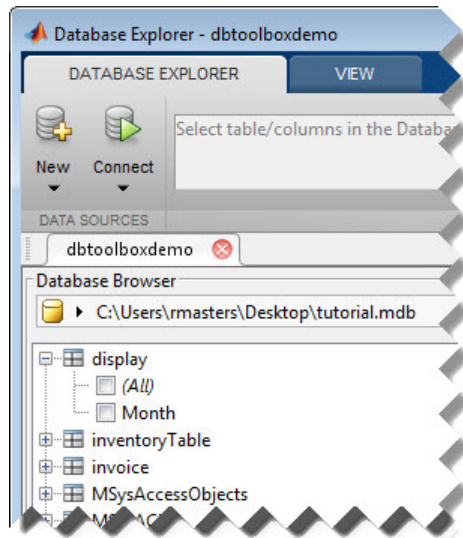 Database Explorer - dbtoolboxdemo
DATABASE EXPLORER VIEW
Select table/columns in the
New Connect
DATA SOURCES
dbtoolboxdemo
Database Browser
C:\Users\rmasters\Desktop\tutorial.mdb
display
(All)
Month
inventoryTable
invoice
MSysAccessObjects